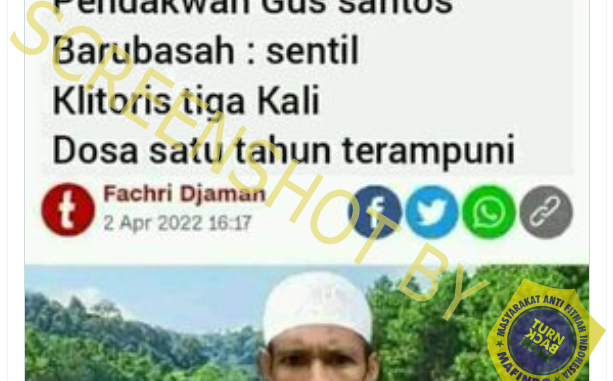 Pendakwah Gus santos
Barubasah : sentil
Klitoris tiga Kali
Dosa satu tahun terampuni
t
Fachri Djaman
2 Apr 2022 16:17
f
SCREENSHOT BY
MASYARAKAT ANTI FITNAH INDONESIA
TURN
BACK
MAFINDO